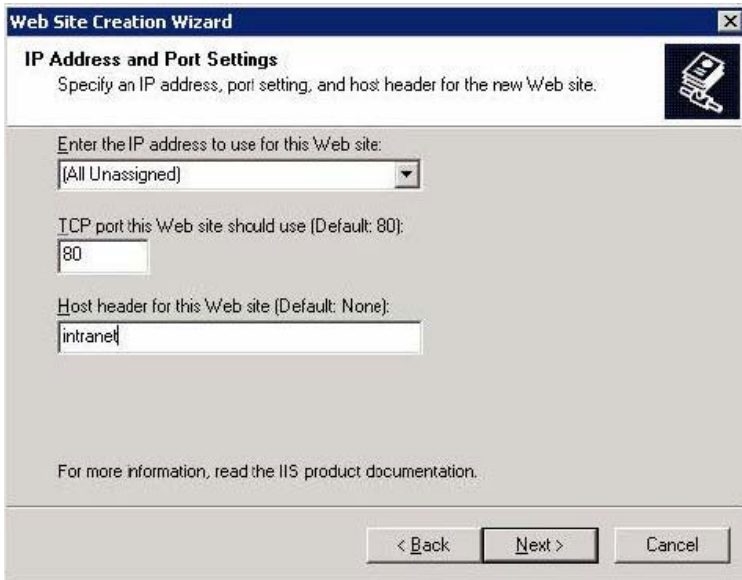 Web Site Creation Wizard
IP Address and Port Settings
Specify an IP address, port setting, and host header for the new Web site.
Enter the IP address to use for this Web site:
(All Unassigned)
TCP port this Web site should use (Default: 80):
80
Host header for this Web site (Default: None):
intranet
For more information, read the IIS product documentation.
< Back Next > Cancel